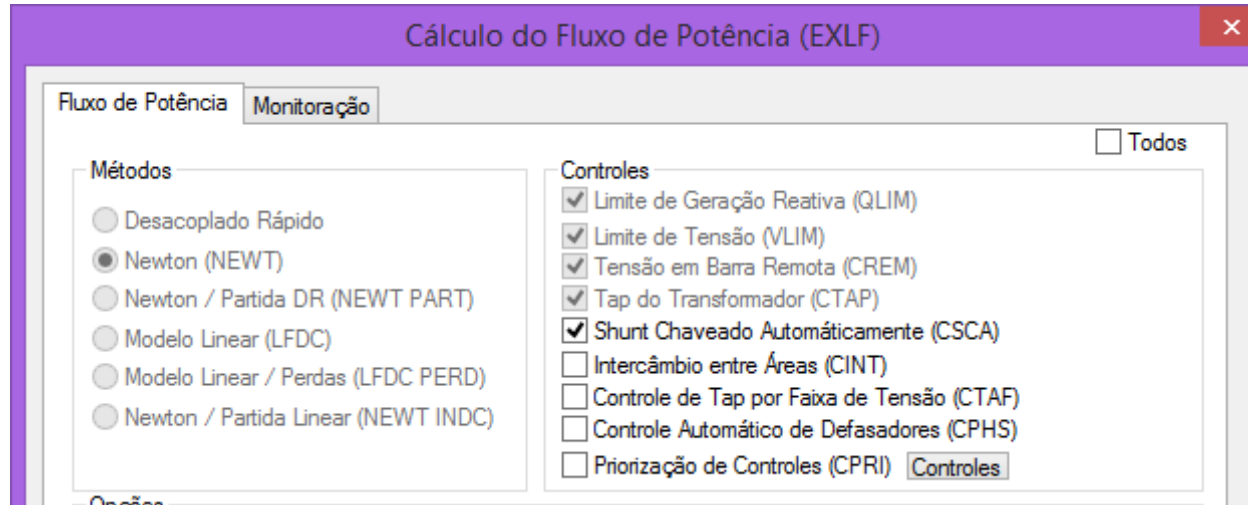 Cálculo do Fluxo de Potência (EXLF)
Fluxo de Potência
Monitoração
Todos
Métodos
Desacoplado Rápido
Newton (NEWT)
Newton / Partida DR (NEWT PART)
Modelo Linear (LFDC)
Modelo Linear / Perdas (LFDC PERD)
Newton / Partida Linear (NEWT INDC)
Controles
Limite de Geração Reativa (QLIM)
Limite de Tensão (VLIM)
Tensão em Barra Remota (CREM)
Tap do Transformador (CTAP)
Shunt Chaveado Automáticamente (CSCA)
Intercâmbio entre Áreas (CINT)
Controle de Tap por Faixa de Tensão (CTAF)
Controle Automático de Defasadores (CPHS)
Priorização de Controles (CPRI) Controles
Opções